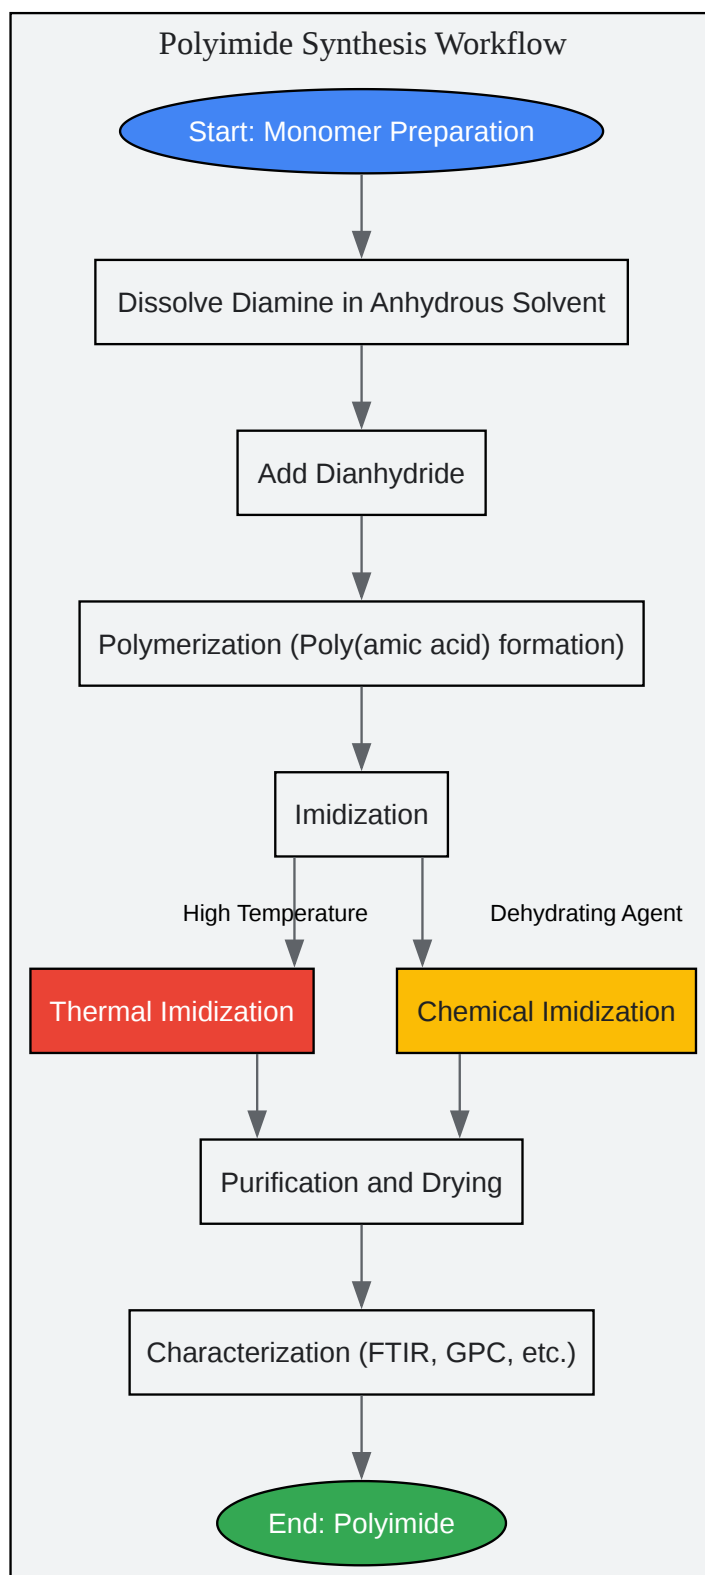 Polyimide Synthesis Workflow
Start: Monomer Preparation
Dissolve Diamine in Anhydrous Solvent
Add Dianhydride
Polymerization (Poly(amic acid) formation)
Imidization
High Temperature
Dehydrating Agent
Thermal Imidization
Chemical Imidization
Purification and Drying
Characterization (FTIR, GPC, etc.)
End: Polyimide